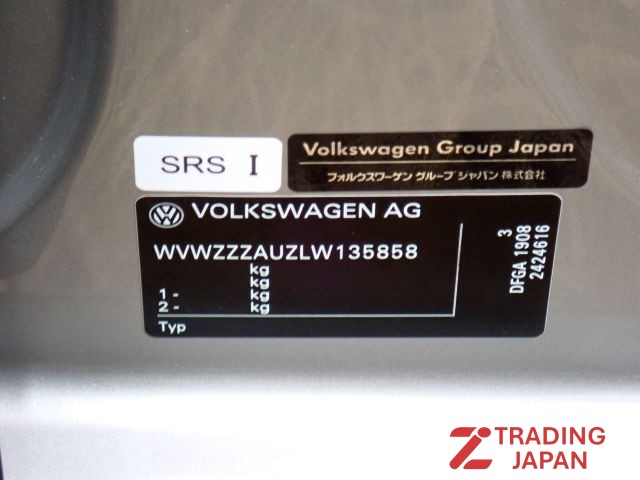 SRS I
Volkswagen Group Japan
フォルクスワーゲン グループ ジャパン 株式会社
VOLKSWAGEN AG
WVWZZZAUZLW135858
kg
kg
1 - kg
2 - kg
Typ
3
DFGA 1908
2424616
TRADING
JAPAN